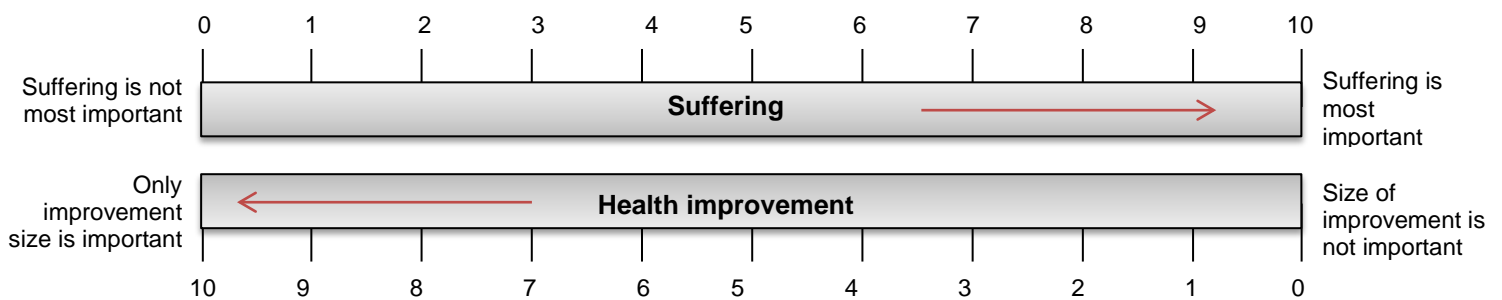 0 1 2 3 4 5 6 7 8 9 10
Suffering is not
most important
Suffering
Suffering is
most
important
Only
improvement
size is important
Health improvement
Size of
improvement is
not important
10 9 8 7 6 5 4 3 2 1 0